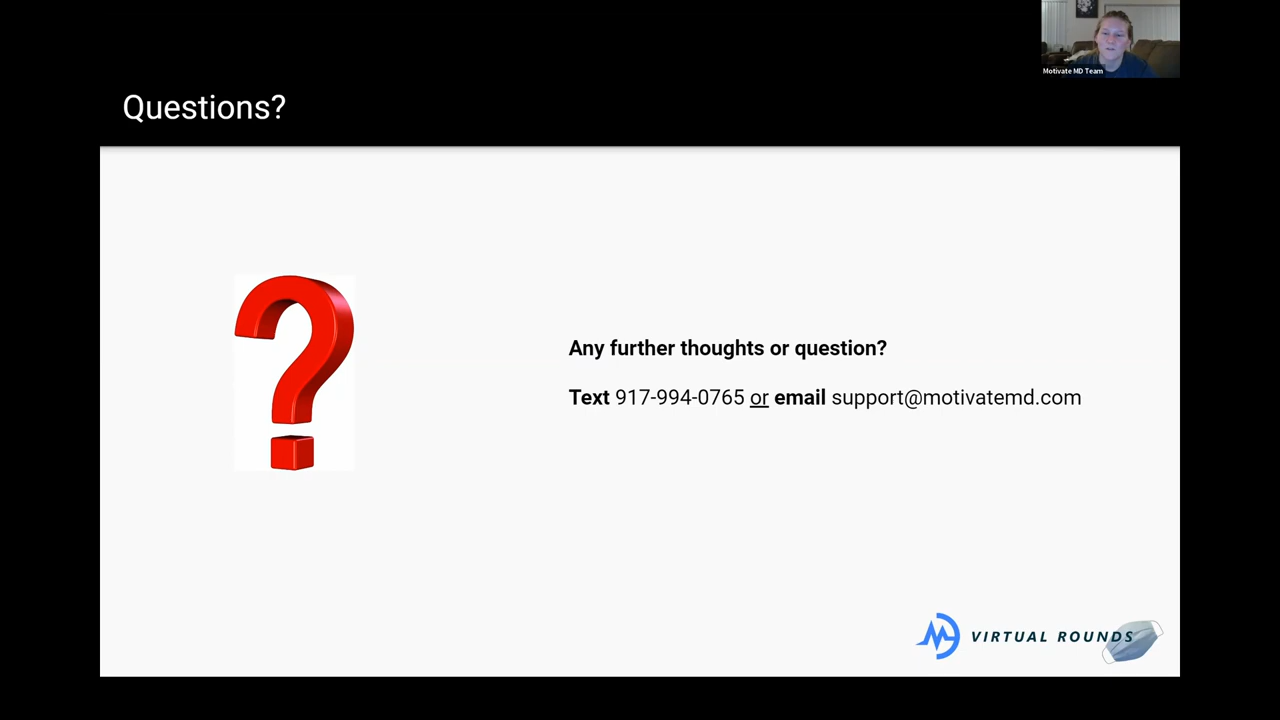 Motivate MD Team
Questions?
Any further thoughts or question?
Text 917-994-0765 or email support@motivatemd.com
VIRTUAL ROUNDS